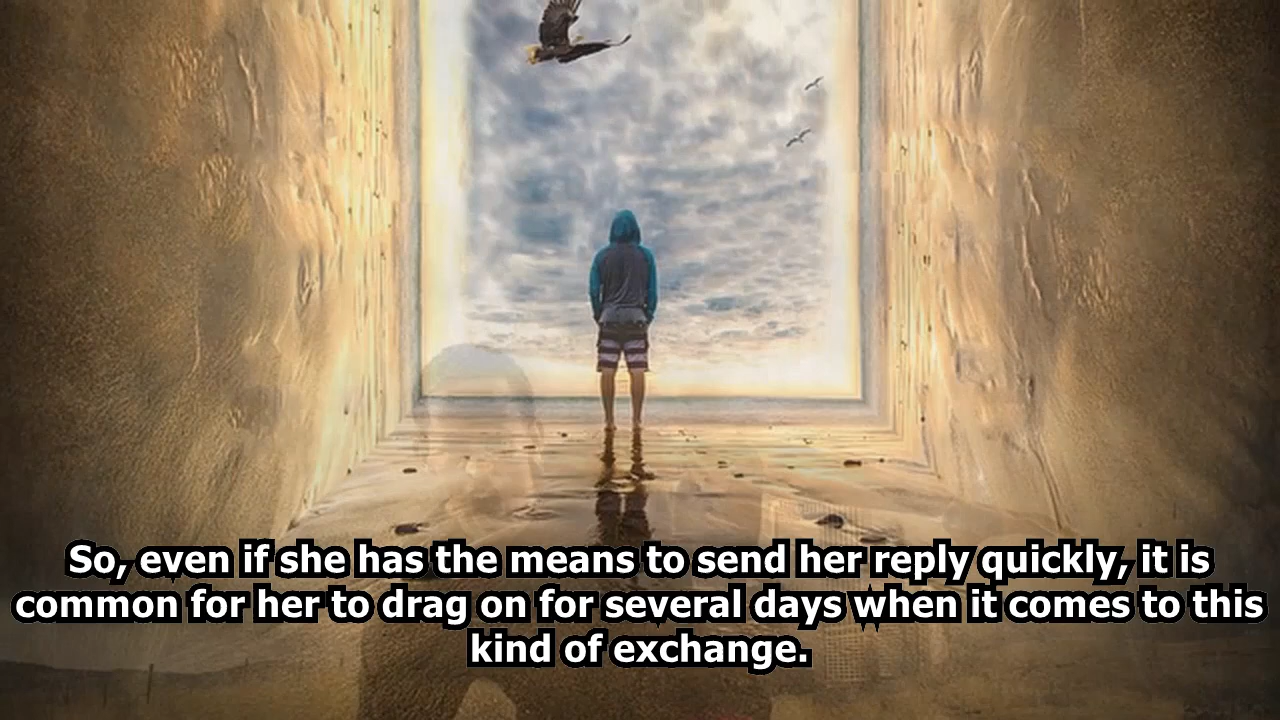 So, even if she has the means to send her reply quickly, it is
common for her to drag on for several days when it comes to this
kind of exchange.